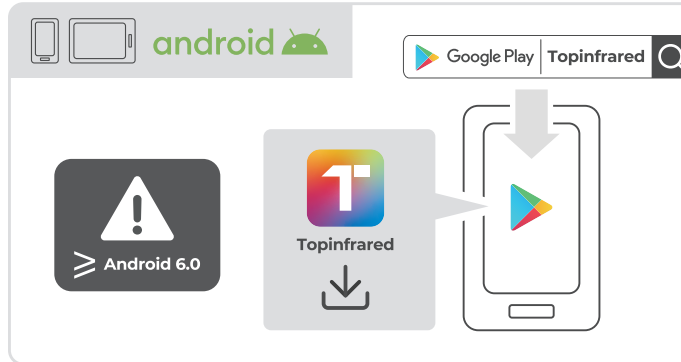 android
Google Play Topinfrared
Topinfrared
⩾ Android 6.0